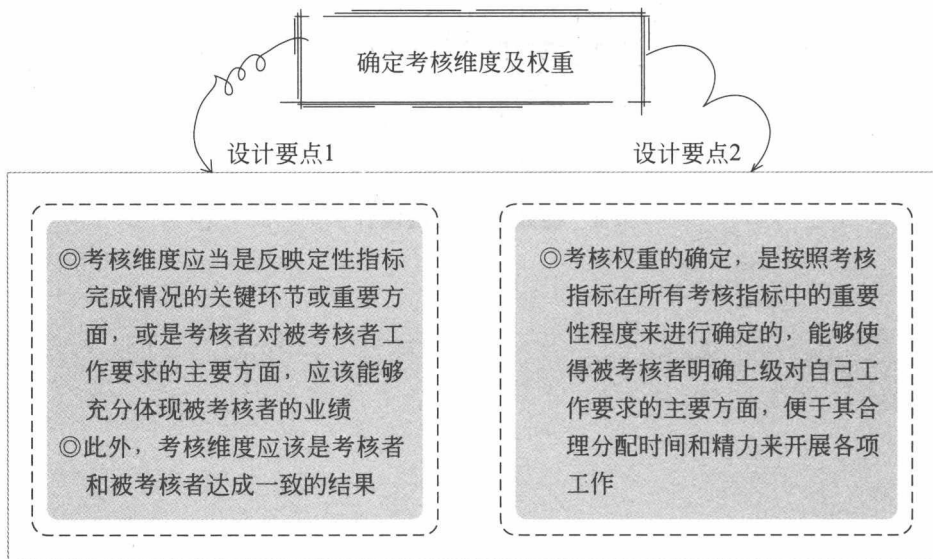 确定考核维度及权重
设计要点1
设计要点2
◎考核维度应当是反映定性指标
完成情况的关键环节或重要方
面，或是考核者对被考核者工
作要求的主要方面，应该能够
充分体现被考核者的业绩
◎此外，考核维度应该是考核者
和被考核者达成一致的结果
◎考核权重的确定，是按照考核
指标在所有考核指标中的重要
性程度来进行确定的，能够使
得被考核者明确上级对自己工
作要求的主要方面，便于其合
理分配时间和精力来开展各项
工作